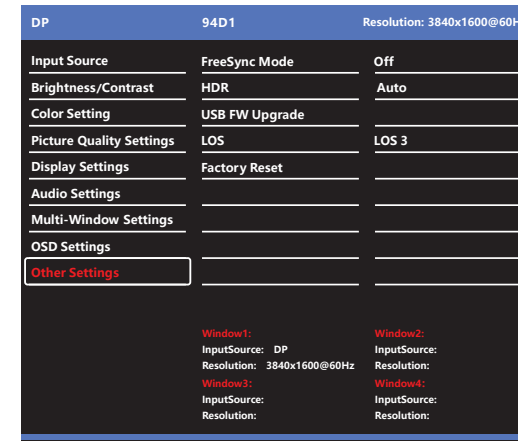 DP 94D1 Resolution: 3840x1600@60H
Input Source FreeSync Mode Off
Brightness/Contrast HDR Auto
Color Setting USB FW Upgrade
Picture Quality Settings LOS LOS 3
Display Settings Factory Reset
Audio Settings
Multi-Window Settings
OSD Settings
Other Settings
Window1: Window2:
InputSource: DP InputSource:
Resolution: 3840x1600@60Hz Resolution:
Window3: Window4:
InputSource: InputSource:
Resolution: Resolution: